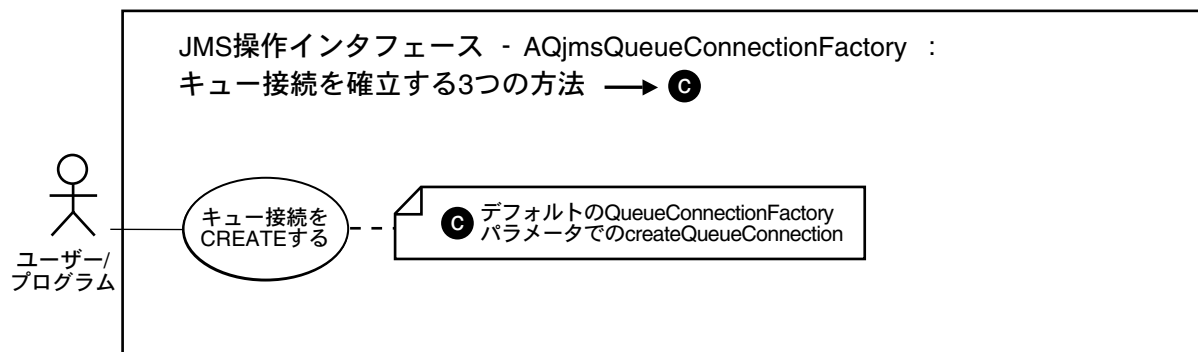 JMS操作インタフェース - AQjmsQueueConnectionFactory :
キュー接続を確立する3つの方法 → C
キュー接続を
CREATEする
C デフォルトのQueueConnectionFactory
パラメータでのcreateQueueConnection
ユーザー/
プログラム